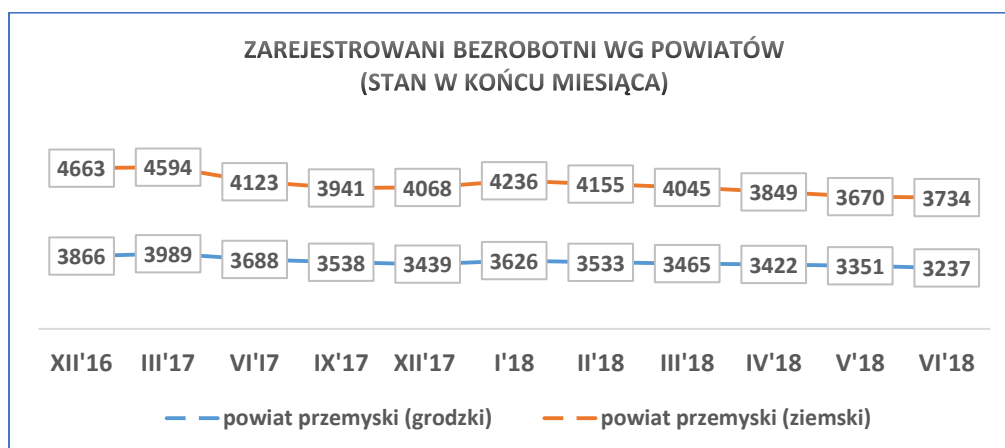 ZAREJESTROWANI BEZROBOTNI WG POWIATÓW
(STAN W KOŃCU MIESIĄCA)
4663 4594 4123 3941 4068 4236 4155 4045 3849 3670 3734
3866 3989 3688 3538 3439 3626 3533 3465 3422 3351 3237
XII'16 III'17 VI'I7 IX'17 XII'17 I'18 II'18 III'18 IV'18 V'18 VI'18
powiat przemyski (grodzki) powiat przemyski (ziemski)